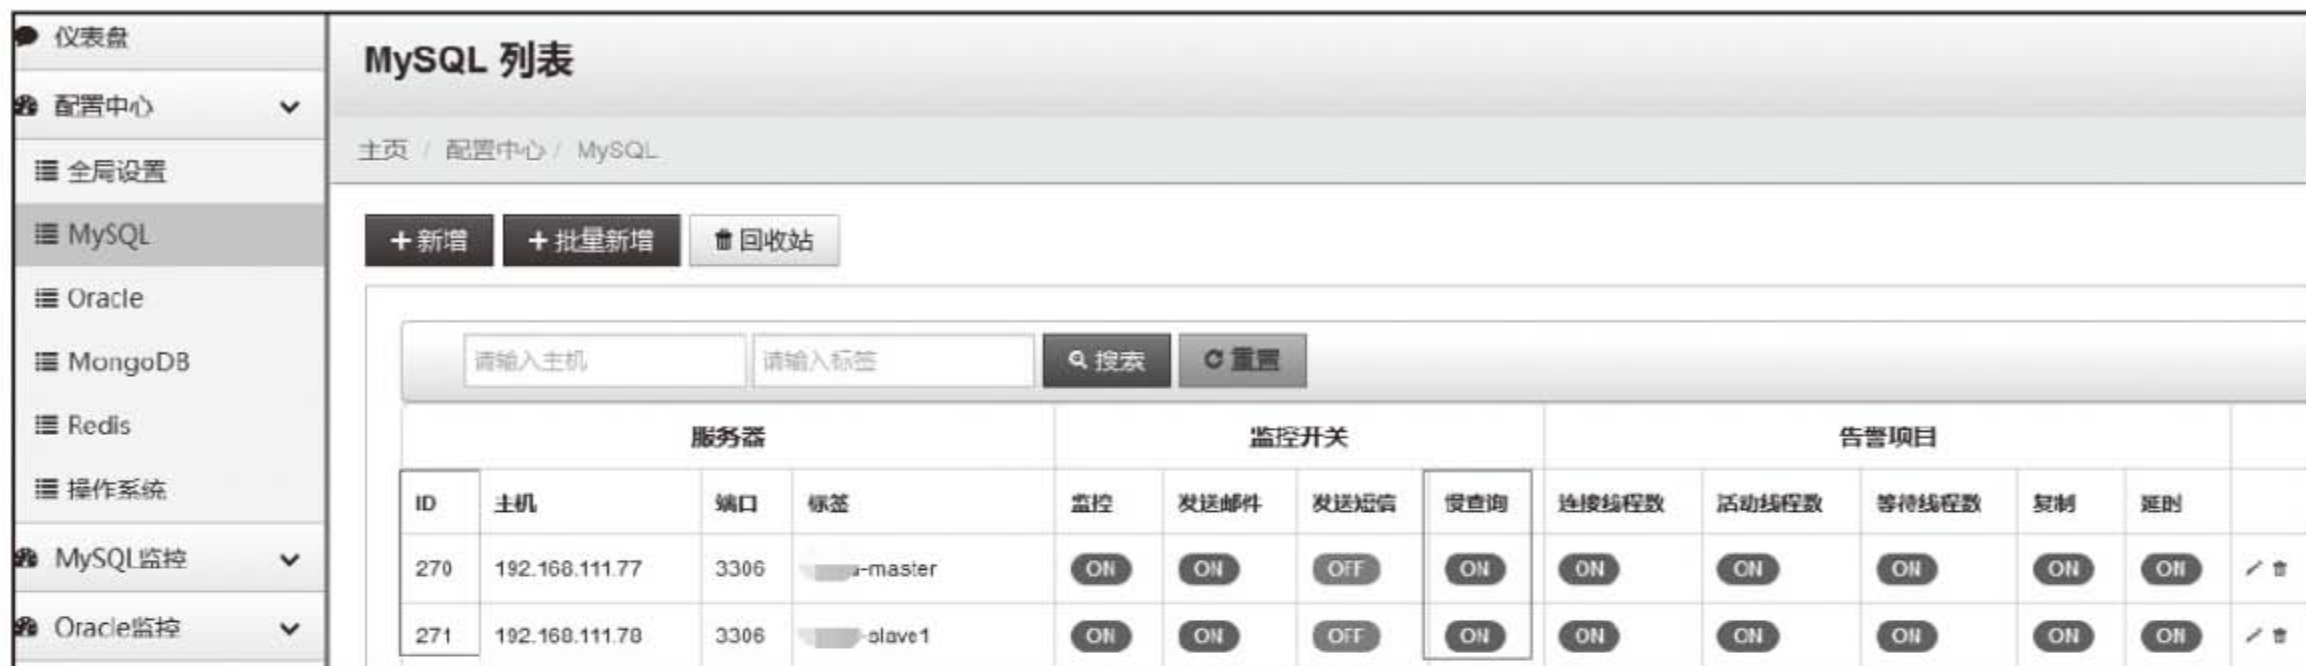 仪表盘
配置中心
全局设置
MySQL
Oracle
MongoDB
Redis
操作系统
MySQL监控
Oracle监控
MySQL 列表
主页 / 配置中心 / MySQL
+新增 +批量新增 回收站
请输入主机 请输入标签 搜索 重置
服务器 监控开关 告警项目
ID 主机 端口 标签 监控 发送邮件 发送短信 慢查询 连接线程数 活动线程数 等待线程数 复制 延时
270 192.168.111.77 3306 -master ON ON OFF ON ON ON ON ON ON
271 192.168.111.78 3306 -slave1 ON ON OFF ON ON ON ON ON ON